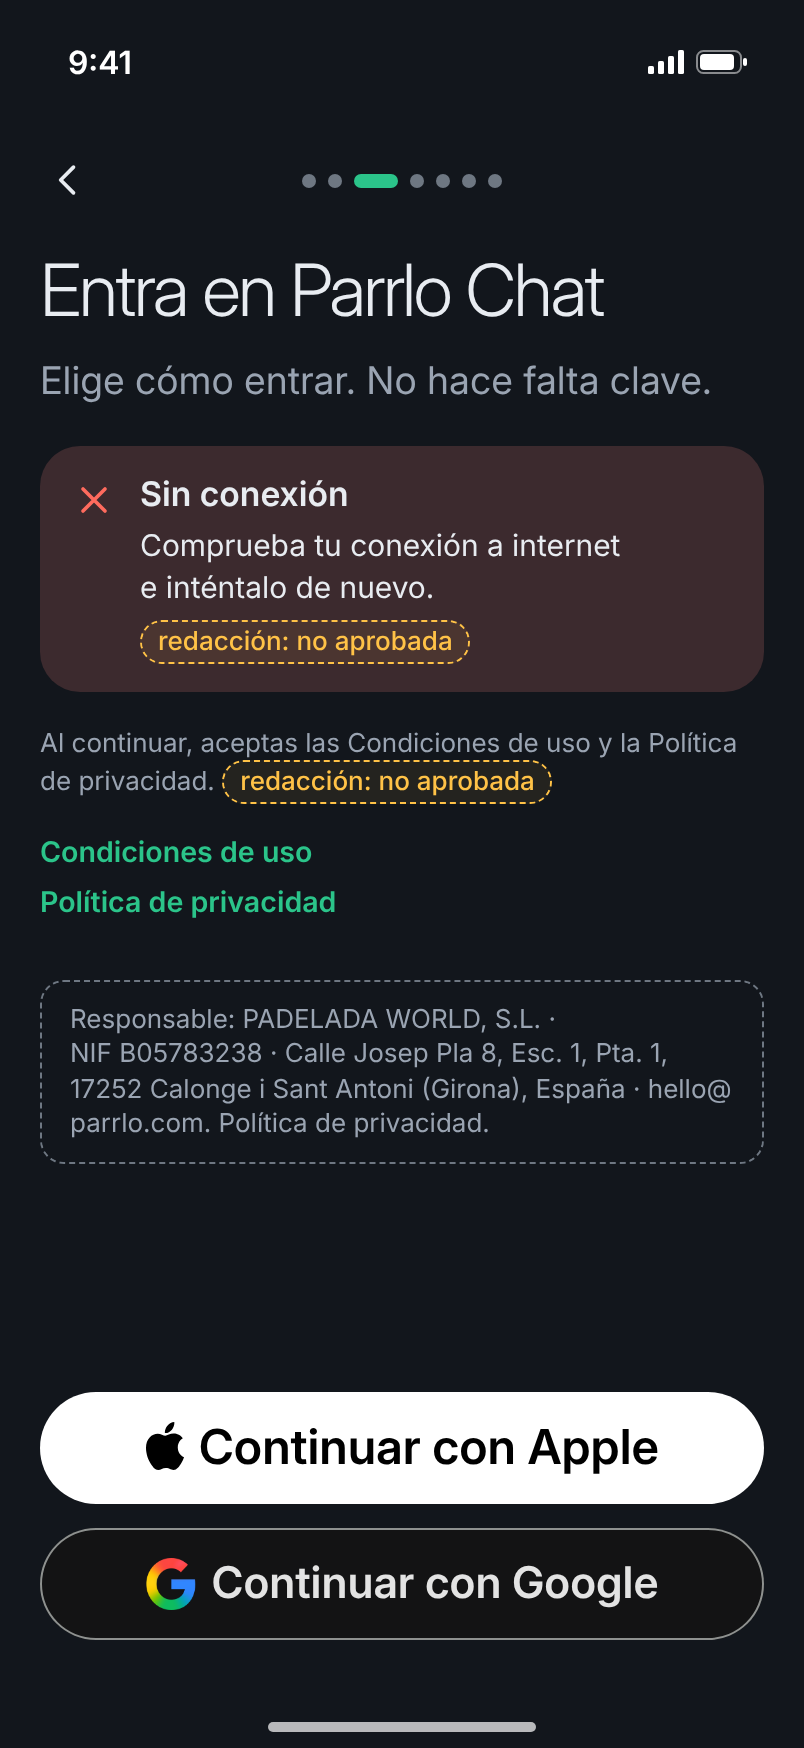 9:41
Entra en Parrlo Chat
Elige cómo entrar. No hace falta clave.
Sin conexión
Comprueba tu conexión a internet
e inténtalo de nuevo.
redacción: no aprobada
Al continuar, aceptas las Condiciones de uso y la Política
de privacidad. redacción: no aprobada
Condiciones de uso
Política de privacidad
Responsable: PADELADA WORLD, S.L. ·
NIF B05783238 · Calle Josep Pla 8, Esc. 1, Pta. 1,
17252 Calonge i Sant Antoni (Girona), España · hello@
parrlo.com. Política de privacidad.
Continuar con Apple
Continuar con Google